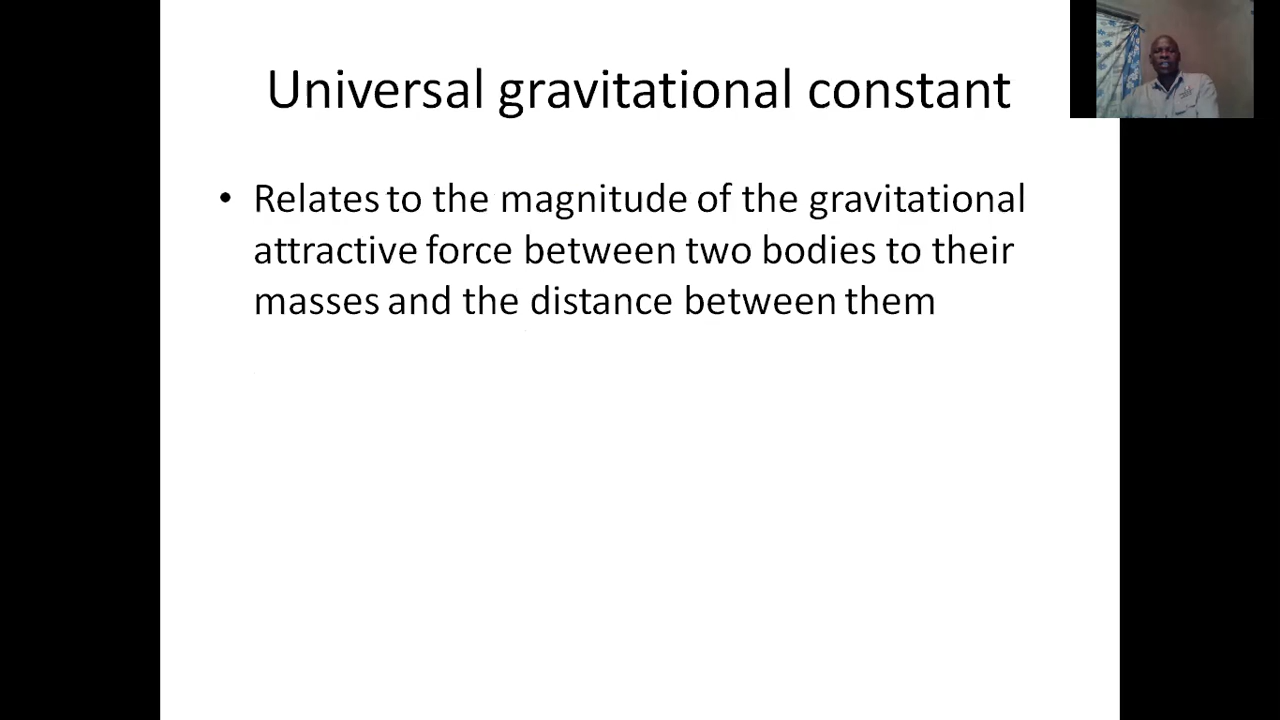 Universal gravitational constant
• Relates to the magnitude of the gravitational
attractive force between two bodies to their
masses and the distance between them